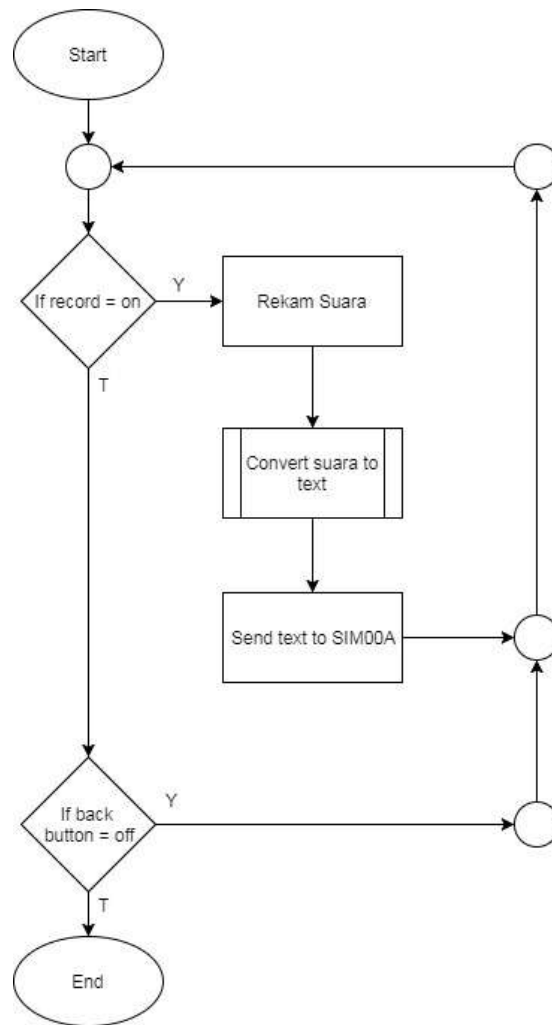 Start
If record = on
Y
Rekam Suara
T
Convert suara to
text
Send text to SIM00A
If back
button = off
Y
T
End